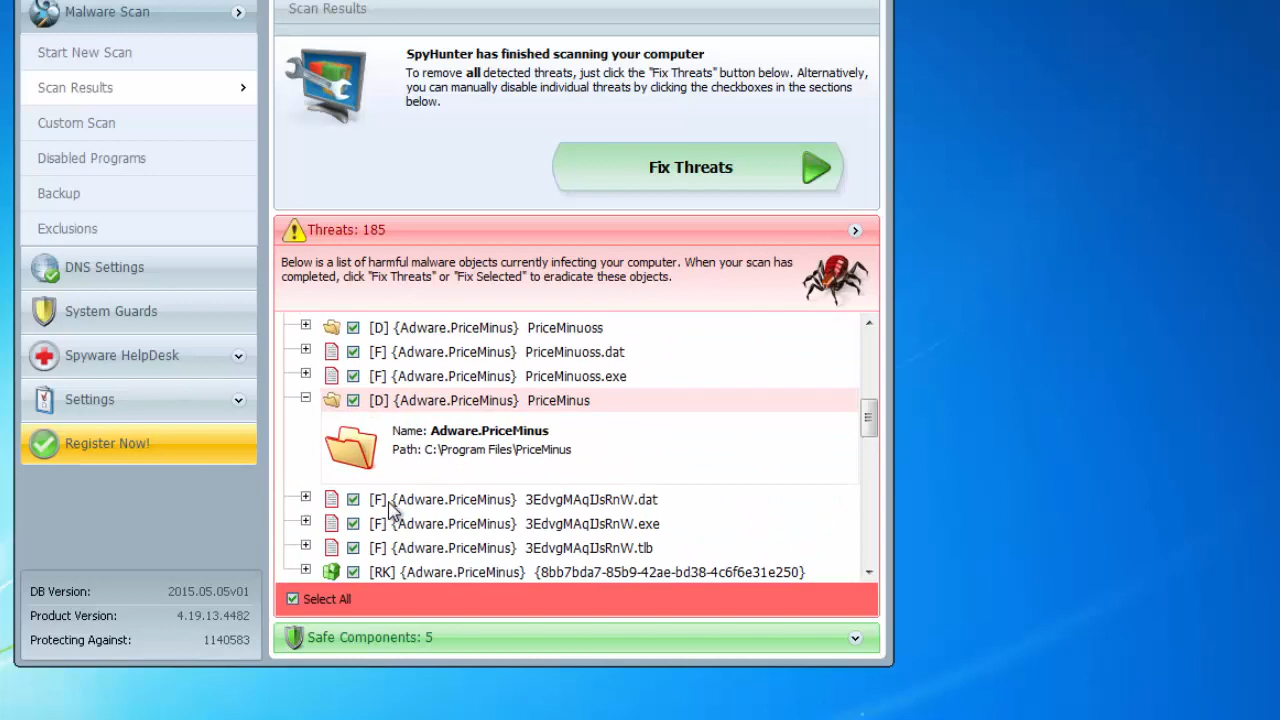 Malware Scan
Start New Scan
Scan Results
Custom Scan
Disabled Programs
Backup
Exclusions
DNS Settings
System Guards
Spyware HelpDesk
Settings
Register Now!
DB Version: 2015.05.05v01
Product Version: 4.19.13.4482
Protecting Against: 1140583
Scan Results
SpyHunter has finished scanning your computer
To remove all detected threats, just click the "Fix Threats" button below. Alternatively,
you can manually disable individual threats by clicking the checkboxes in the sections
below.
Fix Threats
Threats: 185
Below is a list of harmful malware objects currently infecting your computer. When your scan has
completed, click "Fix Threats" or "Fix Selected" to eradicate these objects.
[D] {Adware.PriceMinus} PriceMinuoss
[F] {Adware.PriceMinus} PriceMinuoss.dat
[F] {Adware.PriceMinus} PriceMinuoss.exe
[D] {Adware.PriceMinus} PriceMinus
Name: Adware.PriceMinus
Path: C:\Program Files\PriceMinus
[F] {Adware.PriceMinus} 3EdvgMAqIJsRnW.dat
[F] {Adware.PriceMinus} 3EdvgMAqIJsRnW.exe
[F] {Adware.PriceMinus} 3EdvgMAqIJsRnW.tlb
[RK] {Adware.PriceMinus} {8bb7bda7-85b9-42ae-bd38-4c6f6e31e250}
Select All
Safe Components: 5